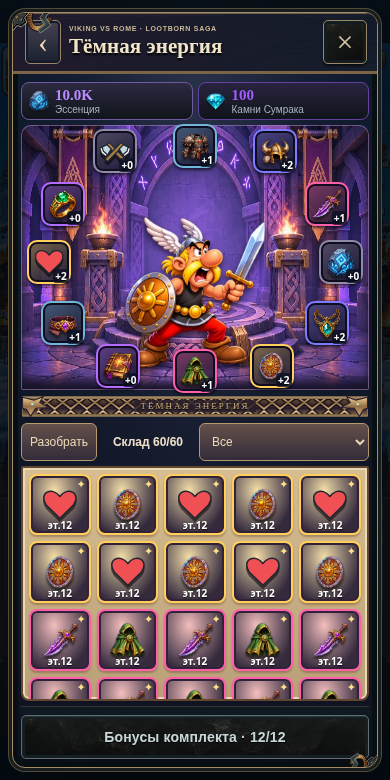 VIKING VS ROME · LOOTBORN SAGA
‹ Тёмная энергия ×
10.0K 100
Эссенция Камни Сумрака
+0 +1 +2
+0 +1
+2 +0
+1 +2
+0 +1 +2
ТЁМНАЯ ЭНЕРГИЯ
Разобрать Склад 60/60 Все
эт.12 эт.12 эт.12 эт.12 эт.12
эт.12 эт.12 эт.12 эт.12 эт.12
эт.12 эт.12 эт.12 эт.12 эт.12
Бонусы комплекта · 12/12